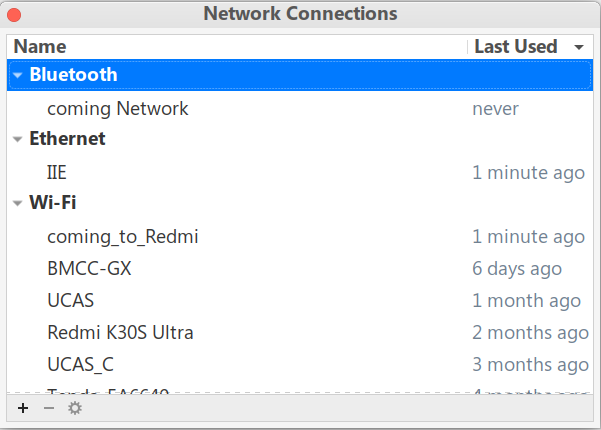 Network Connections
Name Last Used
Bluetooth
coming Network never
Ethernet
IIE 1 minute ago
Wi-Fi
coming_to_Redmi 1 minute ago
BMCC-GX 6 days ago
UCAS 1 month ago
Redmi K30S Ultra 2 months ago
UCAS_C 3 months ago
months ago